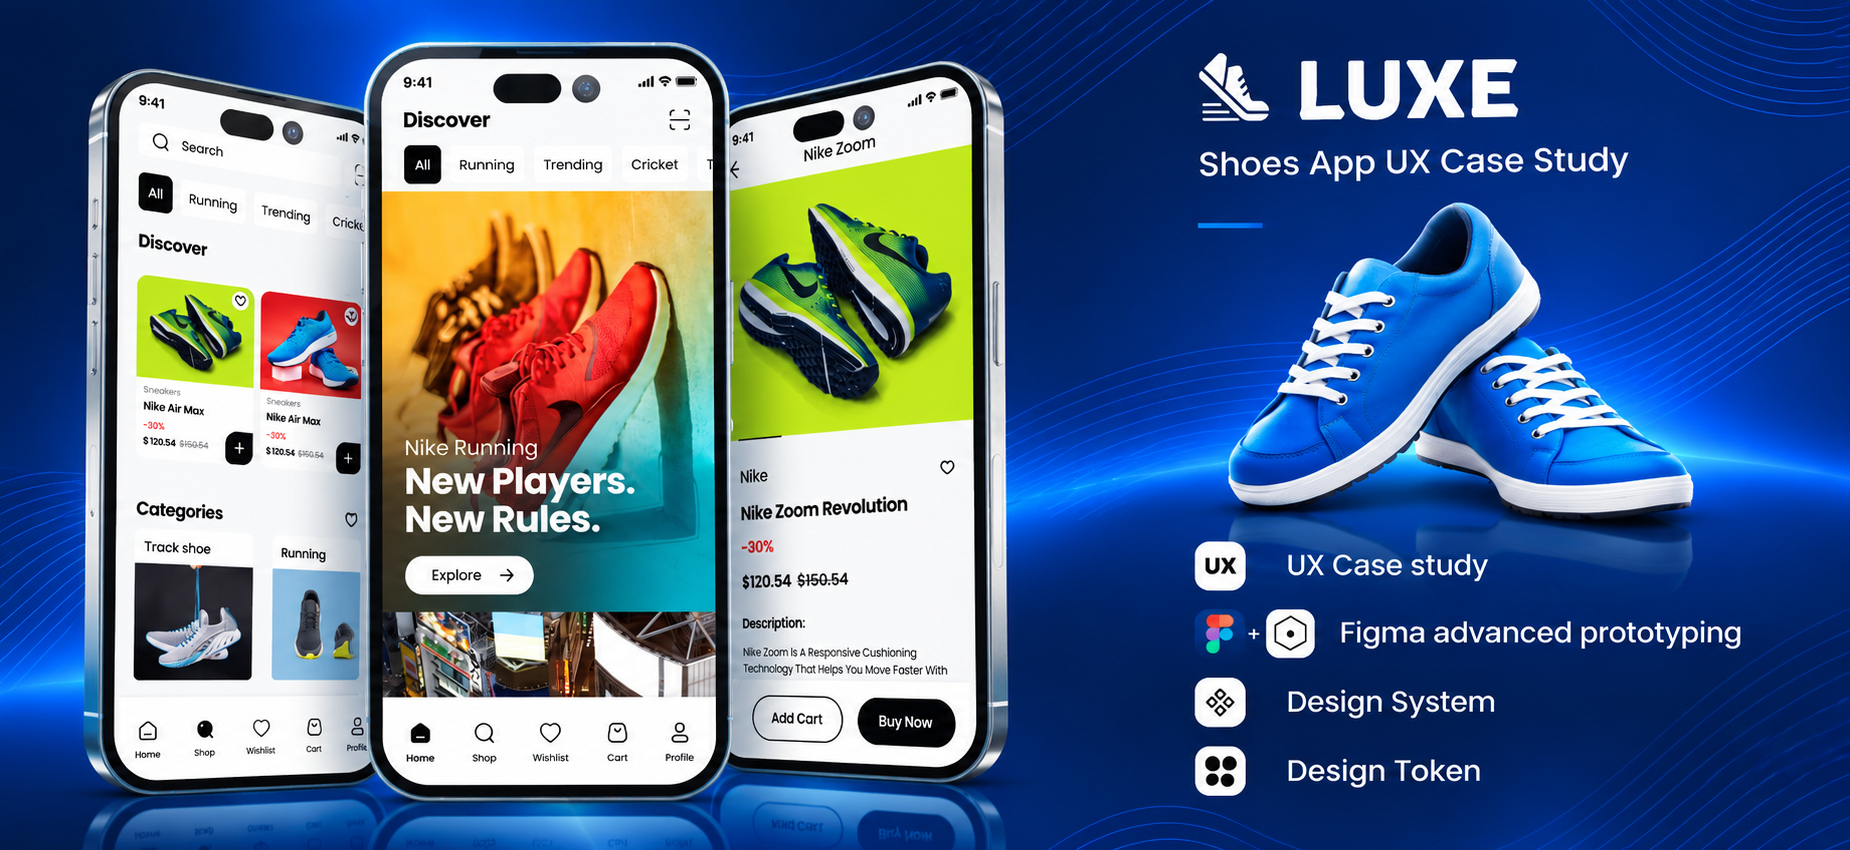 9:41
Search
All
Running
Trending
Discover
Sneakers
Nike Air Max
-30%
$120.54 $150.54
+
Sneakers
Nike Air Max
-30%
$120.54 $150.54
+
Categories
Track shoe
Running
Home
Shop
Wishlist
Cart
9:41
Discover
All
Running
Trending
Cricket
Nike Running
New Players.
New Rules.
Explore →
Home
Shop
Wishlist
Cart
Profile
9:41
Nike Zoom
Nike
Nike Zoom Revolution
-30%
$120.54 $150.54
Description:
Nike Zoom Is A Responsive Cushioning
Technology That Helps You Move Faster With
Add Cart
Buy Now
LUXE
Shoes App UX Case Study
UX
UX Case study
+
Figma advanced prototyping
Design System
Design Token